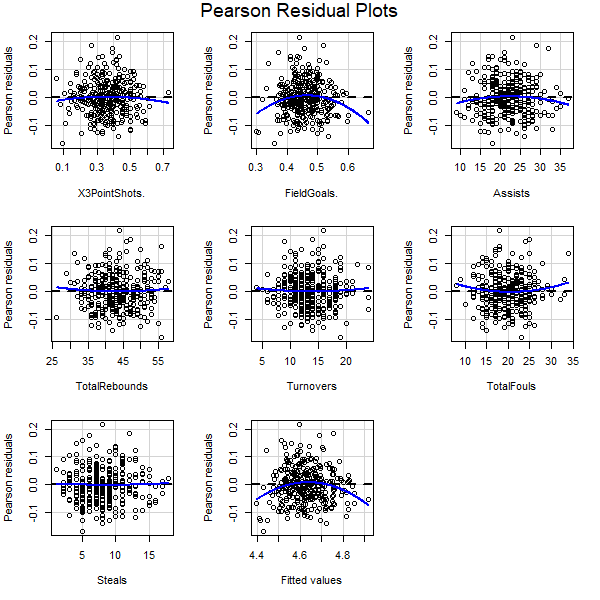 Pearson Residual Plots
Pearson residuals
-0.1 0.0 0.1 0.2
0.1 0.3 0.5 0.7
X3PointShots.
Pearson residuals
-0.1 0.0 0.1 0.2
0.3 0.4 0.5 0.6
FieldGoals.
Pearson residuals
-0.1 0.0 0.1 0.2
10 15 20 25 30 35
Assists
Pearson residuals
-0.1 0.0 0.1 0.2
25 35 45 55
TotalRebounds
Pearson residuals
-0.1 0.0 0.1 0.2
5 10 15 20
Turnovers
Pearson residuals
-0.1 0.0 0.1 0.2
10 15 20 25 30 35
TotalFouls
Pearson residuals
-0.1 0.0 0.1 0.2
5 10 15
Steals
Pearson residuals
-0.1 0.0 0.1 0.2
4.4 4.6 4.8
Fitted values